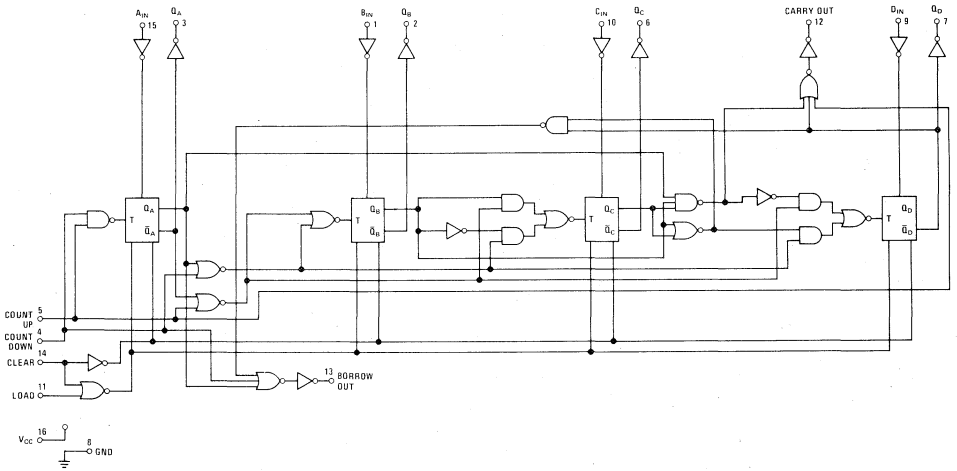 A_IN Q_A B_IN Q_B C_IN Q_C CARRY OUT D_IN Q_D
15 3 1 2 10 6 12 9 7
Q_A Q_B Q_C Q_D
T T T T
Q̅_A Q̅_B Q̅_C Q̅_D
COUNT UP 5
COUNT DOWN 4
CLEAR 14
LOAD 11
13 BORROW OUT
V_CC 16
8 GND